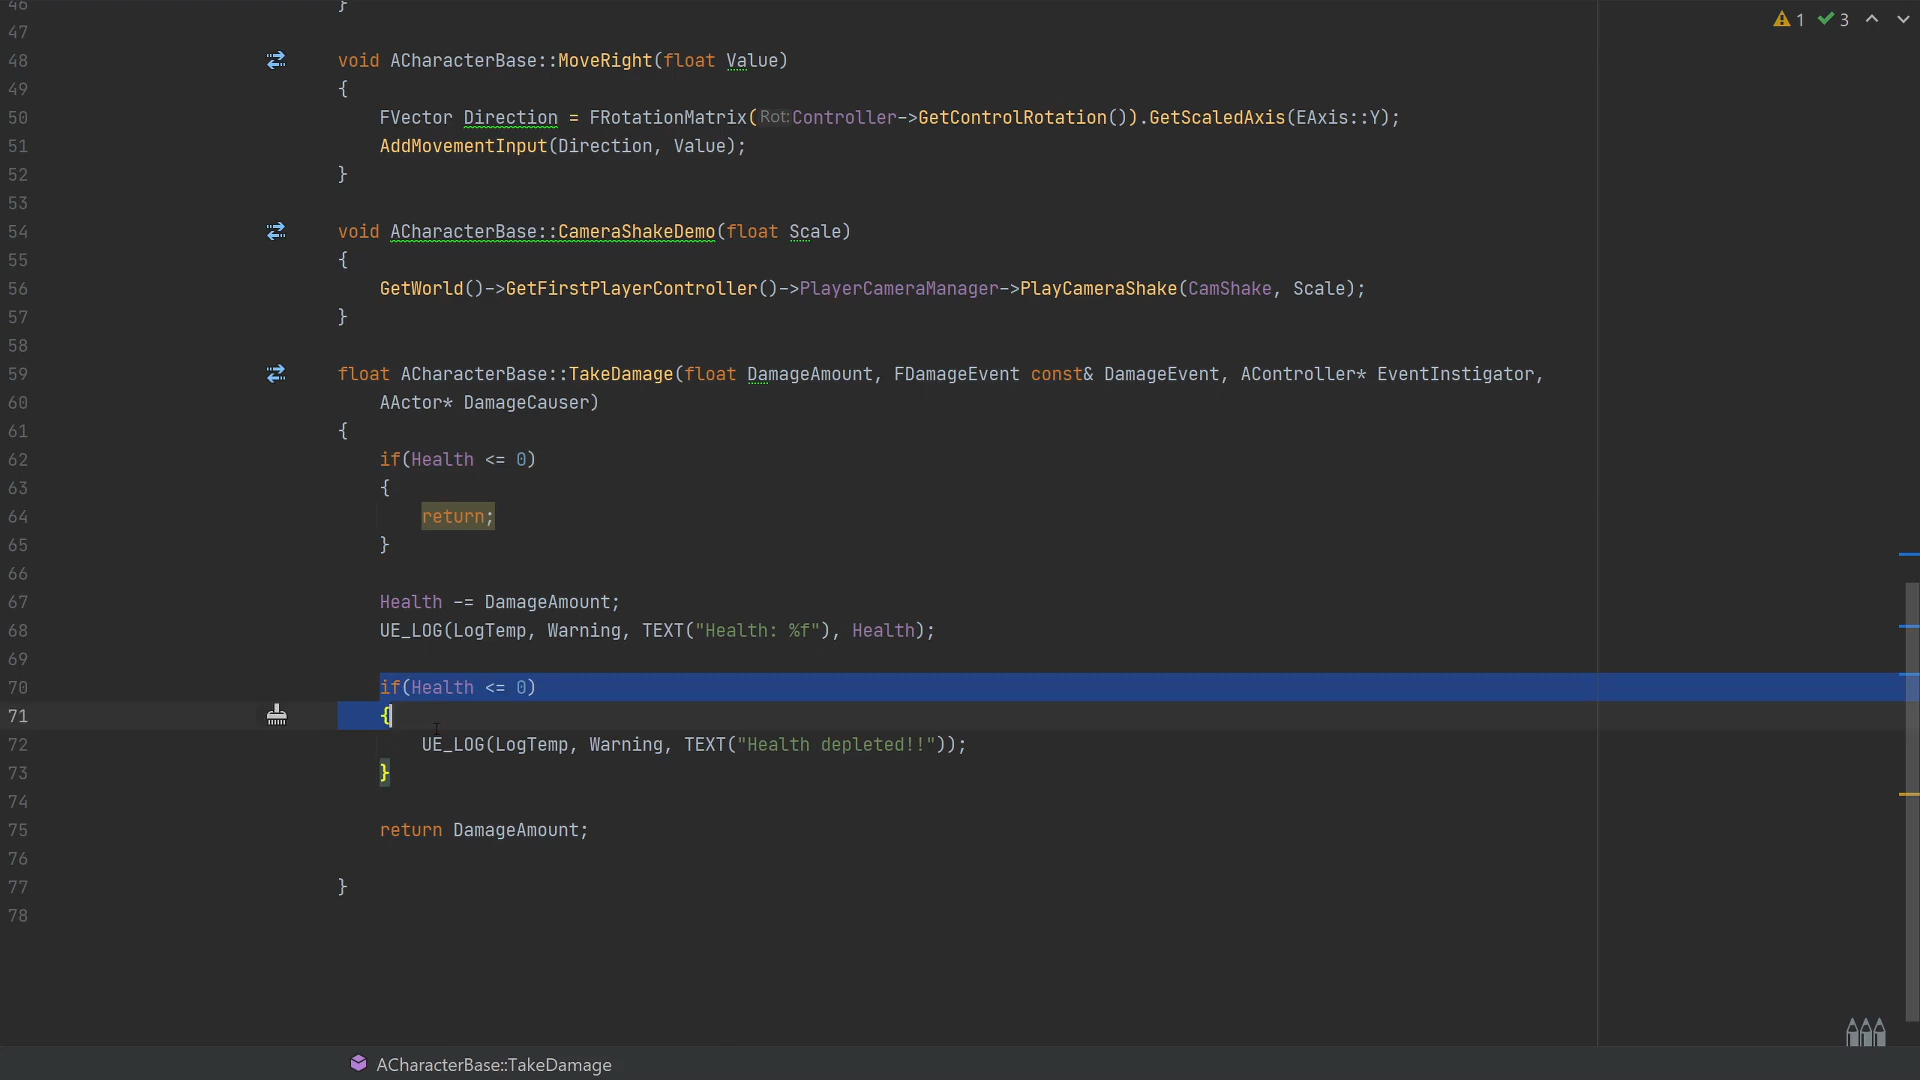 46 }
47
48 void ACharacterBase::MoveRight(float Value)
49 {
50 FVector Direction = FRotationMatrix(Rot: Controller->GetControlRotation()).GetScaledAxis(EAxis::Y);
51 AddMovementInput(Direction, Value);
52 }
53
54 void ACharacterBase::CameraShakeDemo(float Scale)
55 {
56 GetWorld()->GetFirstPlayerController()->PlayerCameraManager->PlayCameraShake(CamShake, Scale);
57 }
58
59 float ACharacterBase::TakeDamage(float DamageAmount, FDamageEvent const& DamageEvent, AController* EventInstigator,
60 AActor* DamageCauser)
61 {
62 if(Health <= 0)
63 {
64 return;
65 }
66
67 Health -= DamageAmount;
68 UE_LOG(LogTemp, Warning, TEXT("Health: %f"), Health);
69
70 if(Health <= 0)
71 {
72 UE_LOG(LogTemp, Warning, TEXT("Health depleted!!"));
73 }
74
75 return DamageAmount;
76
77 }
78
1 3
ACharacterBase::TakeDamage